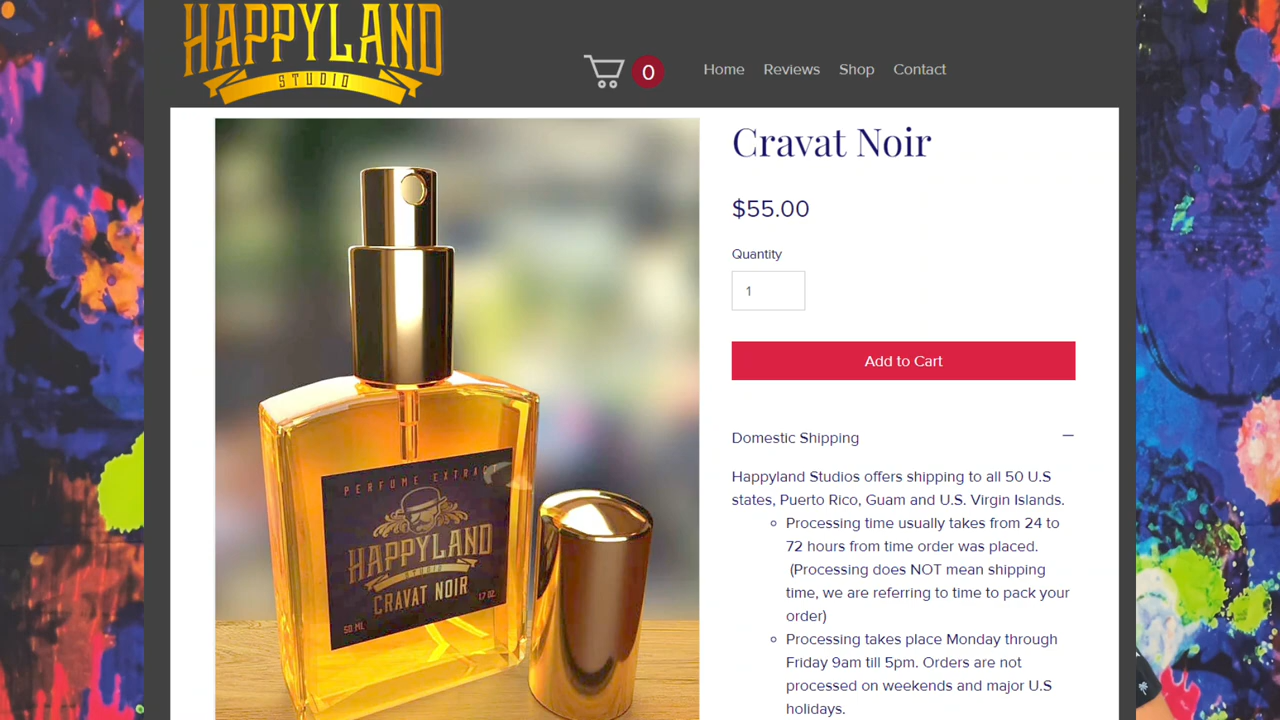 HAPPYLAND
STUDIO
0
Home Reviews Shop Contact
Cravat Noir
$55.00
Quantity
1
Add to Cart
Domestic Shipping
Happyland Studios offers shipping to all 50 U.S
states, Puerto Rico, Guam and U.S. Virgin Islands.
Processing time usually takes from 24 to
72 hours from time order was placed.
(Processing does NOT mean shipping
time, we are referring to time to pack your
order)
Processing takes place Monday through
Friday 9am till 5pm. Orders are not
processed on weekends and major U.S
holidays.
PERFUME EXTRACT
HAPPYLAND
STUDIO
CRAVAT NOIR
50 ML 1.7 OZ.